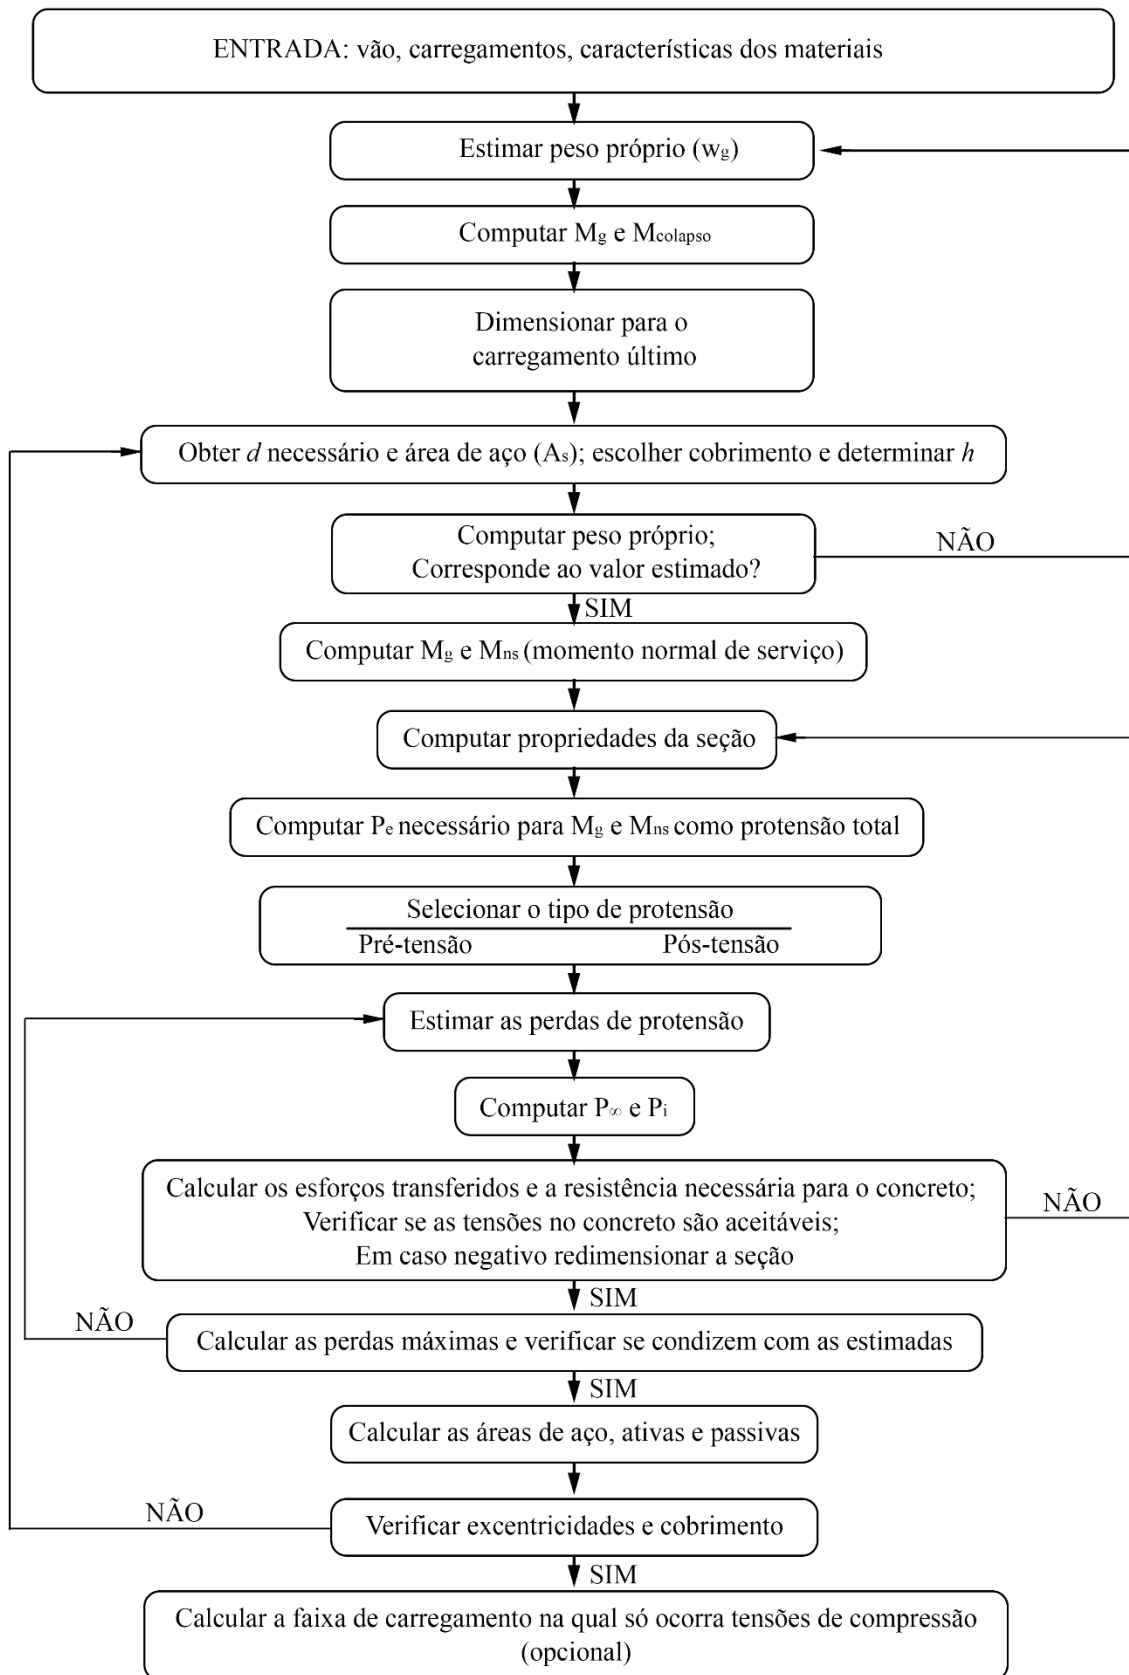 ENTRADA: vão, carregamentos, características dos materiais
Estimar peso próprio (wg)
Computar Mg e Mcolapso
Dimensionar para o
carregamento último
Obter d necessário e área de aço (As); escolher cobrimento e determinar h
Computar peso próprio;
Corresponde ao valor estimado?
NÃO
SIM
Computar Mg e Mns (momento normal de serviço)
Computar propriedades da seção
Computar Pe necessário para Mg e Mns como protensão total
Selecionar o tipo de protensão
Pré-tensão Pós-tensão
Estimar as perdas de protensão
Computar P∞ e Pi
Calcular os esforços transferidos e a resistência necessária para o concreto;
Verificar se as tensões no concreto são aceitáveis;
Em caso negativo redimensionar a seção
NÃO
SIM
NÃO
Calcular as perdas máximas e verificar se condizem com as estimadas
SIM
Calcular as áreas de aço, ativas e passivas
NÃO
Verificar excentricidades e cobrimento
SIM
Calcular a faixa de carregamento na qual só ocorra tensões de compressão
(opcional)